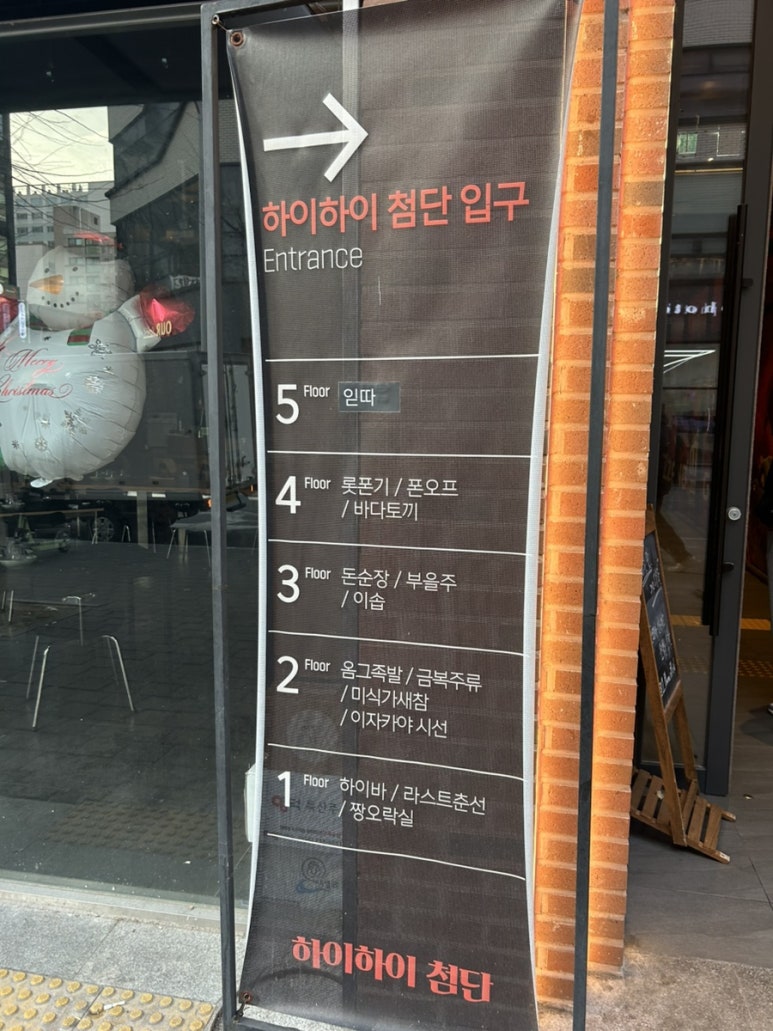 하이하이 첨단 입구
Entrance
5 Floor 읻따
4 Floor 롯폰기 / 폰오프
/ 바다토끼
3 Floor 돈순장 / 부을주
/ 이솝
2 Floor 옴그족발 / 금복주류
/ 미식가새참
/ 이자카야 시선
1 Floor 하이바 / 라스트춘선
/ 짱오락실
하이하이 첨단
Merry
Christmas